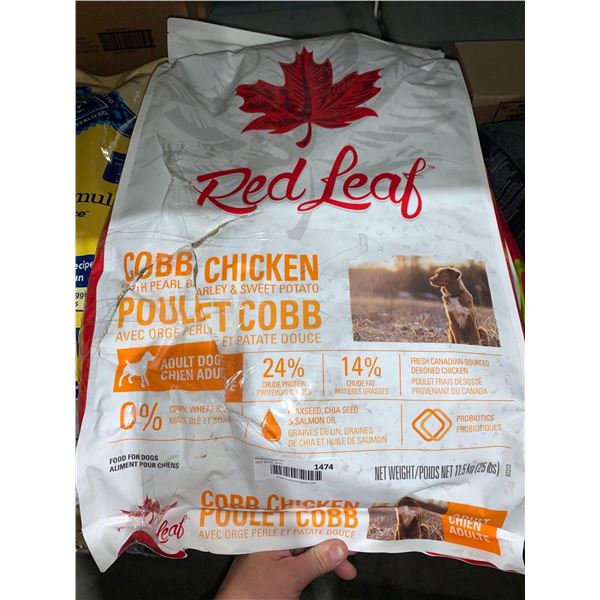 Red Leaf™
COBB CHICKEN
WITH PEARL BARLEY & SWEET POTATO
POULET COBB
AVEC ORGE PERLÉ ET PATATE DOUCE
ADULT DOG
CHIEN ADULTE
24%
CRUDE PROTEIN
PROTÉINES BRUTES
14%
CRUDE FAT
MATIÈRES GRASSES
FRESH CANADIAN-SOURCED
DEBONED CHICKEN
POULET FRAIS DÉSOSSÉ
PROVENANT DU CANADA
0%
CORN, WHEAT &
MAÏS, BLÉ ET SOJA
FLAXSEED, CHIA SEED
& SALMON OIL
GRAINES DE LIN, GRAINES
DE CHIA ET HUILE DE SAUMON
PROBIOTICS
PROBIOTIQUES
FOOD FOR DOGS
ALIMENT POUR CHIENS
1474
NET WEIGHT/POIDS NET 11.5 kg (25 lbs)
Red Leaf
COBB CHICKEN
POULET COBB
AVEC ORGE PERLÉ ET PATATE DOUCE
ADULT
CHIEN
ADULTE